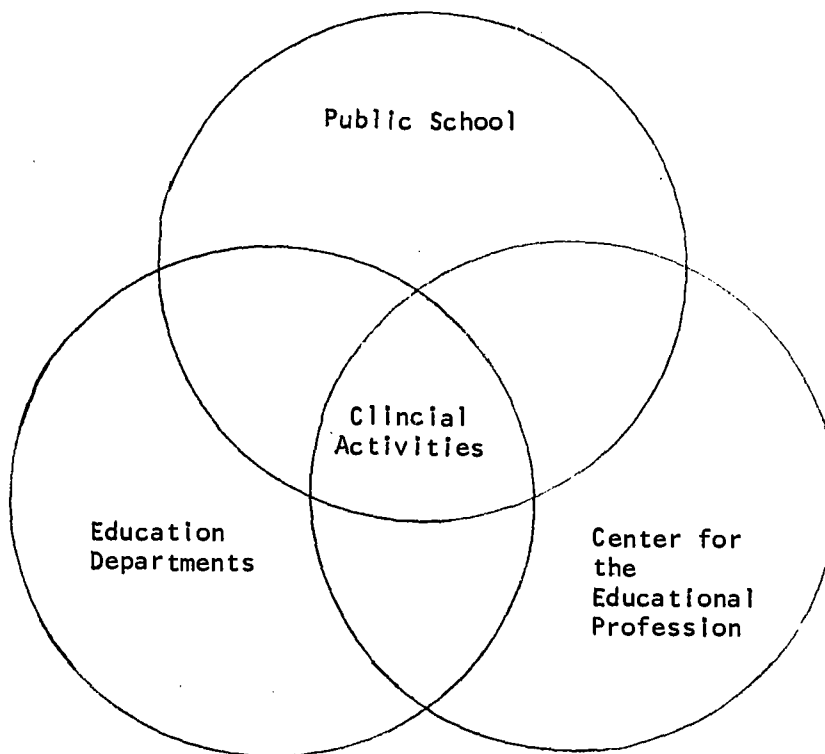 Public School
Clincial
Activities
Education
Departments
Center for
the
Educational
Profession